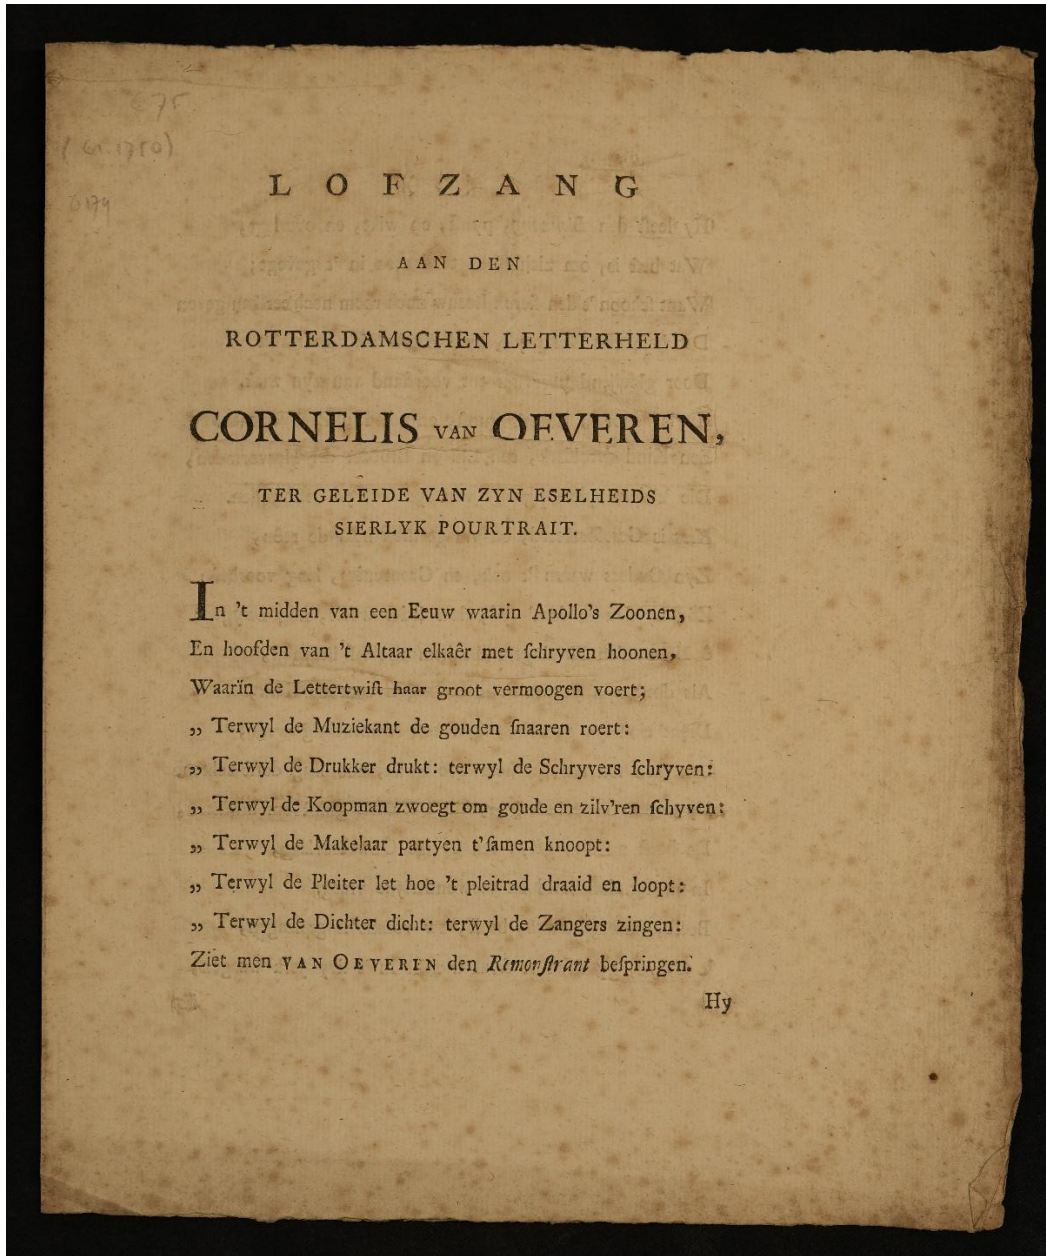 675
(c. 1750)
LOFZANG
AAN DEN
ROTTERDAMSCHEN LETTERHELD
CORNELIS VAN OEVEREN,
TER GELEIDE VAN ZYN ESELHEIDS
SIERLYK POURTRAIT.
In 't midden van een Eeuw waarin Apollo's Zoonen,
En hoofden van 't Altaar elkaêr met ſchryven hoonen,
Waarïn de Lettertwiſt haar groot vermoogen voert;
„ Terwyl de Muziekant de gouden ſnaaren roert:
„ Terwyl de Drukker drukt: terwyl de Schryvers ſchryven:
„ Terwyl de Koopman zwoegt om goude en zilv'ren ſchyven:
„ Terwyl de Makelaar partyen t'ſamen knoopt:
„ Terwyl de Pleiter let hoe 't pleitrad draaid en loopt:
„ Terwyl de Dichter dicht: terwyl de Zangers zingen:
Ziet men VAN OEVEREN den Remonſtrant beſpringen.
Hy